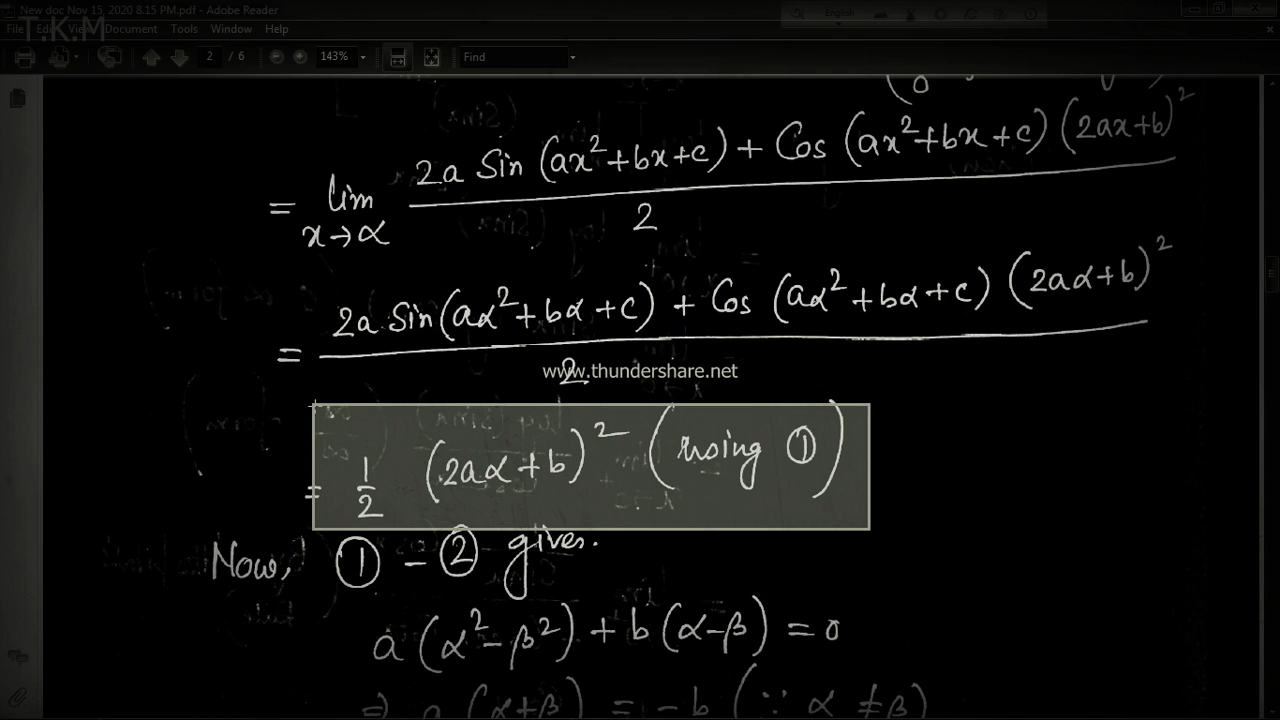 New doc Nov 15, 2020 8.15 PM.pdf - Adobe Reader
T.K.M
File Edit View Document Tools Window Help
English
2 / 6 143% Find
= lim x→α 2a Sin (ax²+bx+c) + Cos (ax²+bx+c) (2ax+b)² / 2
= 2a Sin(aα²+bα+c) + Cos (aα²+bα+c) (2aα+b)² / 2
www.thundershare.net
= 1/2 (2aα+b)² (using ①)
Now, ① - ② gives.
a(α²-β²) + b(α-β) = 0
⇒ a(α+β) = -b (∵ α ≠ β)